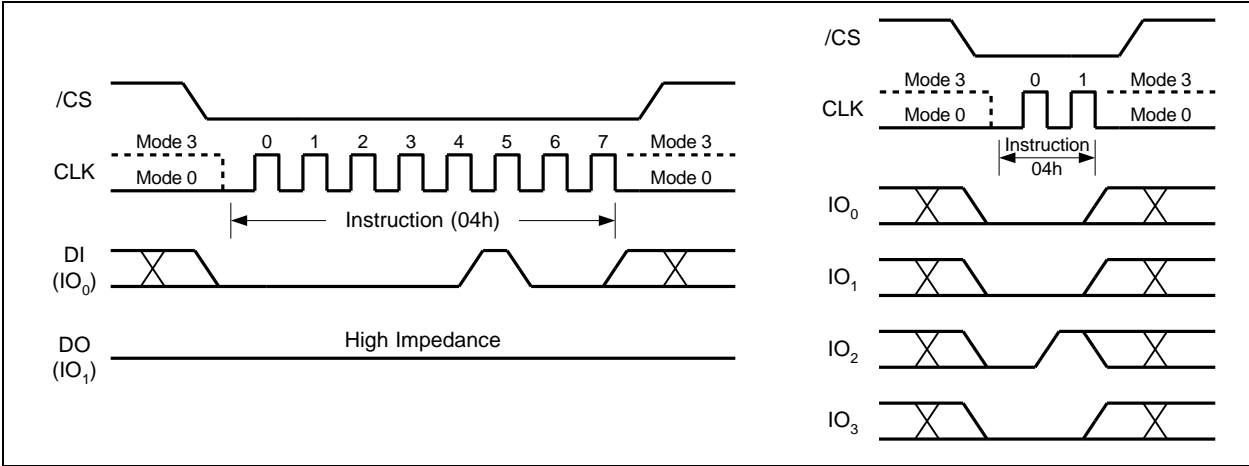 /CS
Mode 3 0 1 2 3 4 5 6 7 Mode 3
CLK
Mode 0 Mode 0
Instruction (04h)
DI
(IO₀)
High Impedance
DO
(IO₁)
/CS
Mode 3 0 1 Mode 3
CLK
Mode 0 Mode 0
Instruction
04h
IO₀
IO₁
IO₂
IO₃